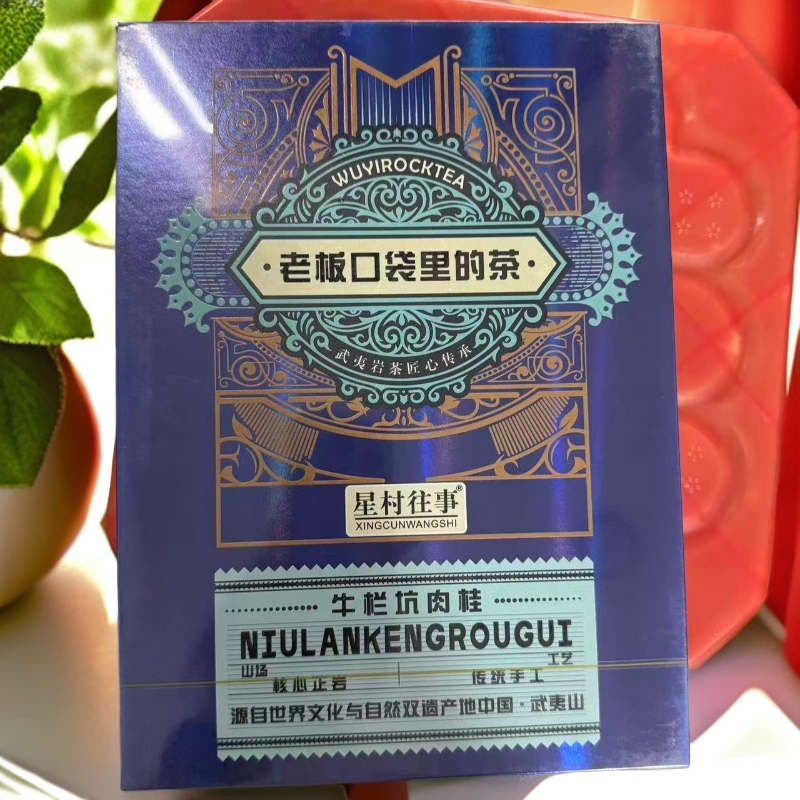 WUYIROCKTEA
·老板口袋里的茶·
武夷岩茶匠心传承
星村往事®
XINGCUNWANGSHI
牛栏坑肉桂
NIULANKENGROUGUI
山场 工艺
核心正岩 传统手工
源自世界文化与自然双遗产地中国·武夷山